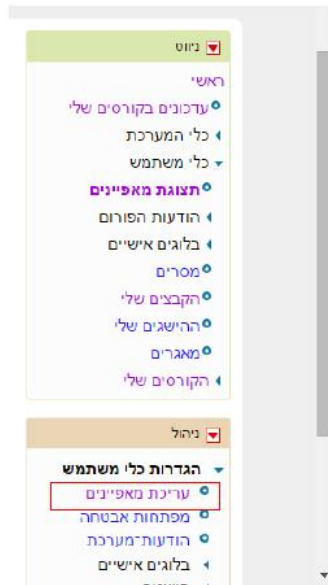 ניווט
ראשי
עדכונים בקורסים שלי
כלי המערכת
כלי משתמש
תצוגת מאפיינים
הודעות הפורום
בלוגים אישיים
מסרים
הקבצים שלי
ההישגים שלי
מאגרים
הקורסים שלי
ניהול
הגדרות כלי משתמש
עריכת מאפיינים
מפתחות אבטחה
הודעות־מערכת
בלוגים אישיים